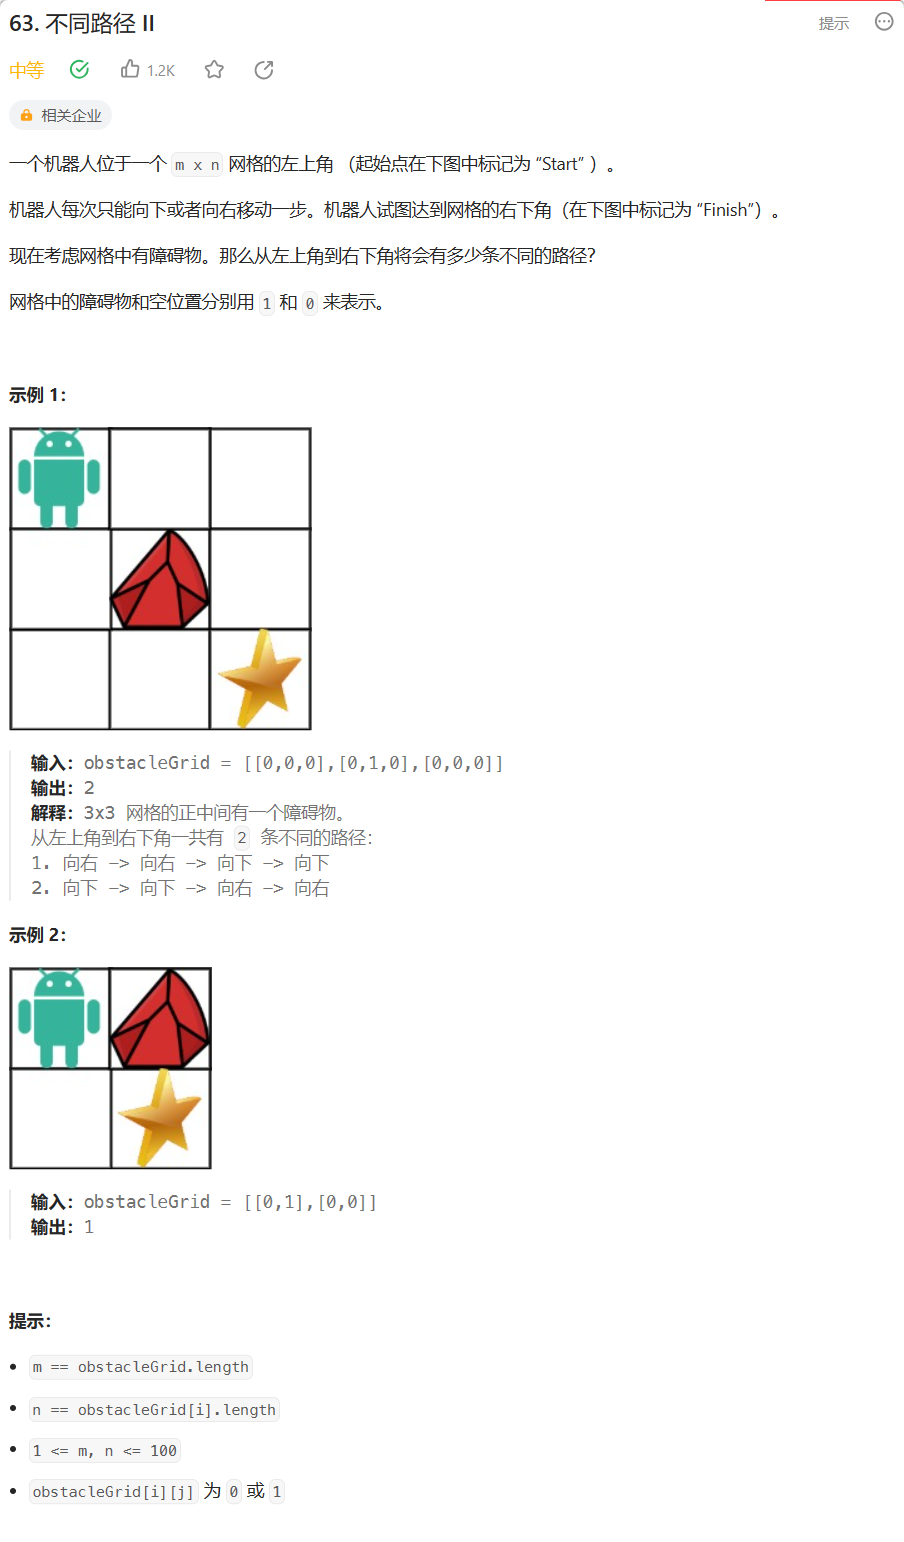 63. 不同路径 II
提示
中等
1.2K
相关企业
一个机器人位于一个 m x n 网格的左上角 （起始点在下图中标记为 “Start” ）。
机器人每次只能向下或者向右移动一步。机器人试图达到网格的右下角（在下图中标记为 “Finish”）。
现在考虑网格中有障碍物。那么从左上角到右下角将会有多少条不同的路径？
网格中的障碍物和空位置分别用 1 和 0 来表示。
示例 1：
输入：obstacleGrid = [[0,0,0],[0,1,0],[0,0,0]]
输出：2
解释：3x3 网格的正中间有一个障碍物。
从左上角到右下角一共有 2 条不同的路径：
1. 向右 -> 向右 -> 向下 -> 向下
2. 向下 -> 向下 -> 向右 -> 向右
示例 2：
输入：obstacleGrid = [[0,1],[0,0]]
输出：1
提示：
• m == obstacleGrid.length
• n == obstacleGrid[i].length
• 1 <= m, n <= 100
• obstacleGrid[i][j] 为 0 或 1